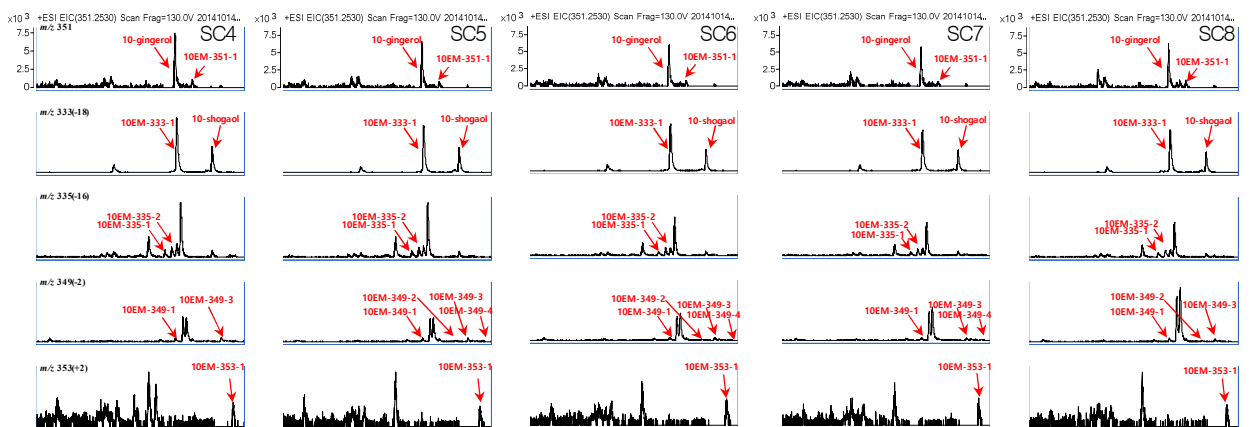 ×10 3 +ESI EIC(351.2530) Scan Frag=130.0V 20141014...
×10 3 +ESI EIC(351.2530) Scan Frag=130.0V 20141014...
×10 3 +ESI EIC(351.2530) Scan Frag=130.0V 20141014...
×10 3 +ESI EIC(351.2530) Scan Frag=130.0V 20141014...
×10 3 +ESI EIC(351.2530) Scan Frag=130.0V 20141014...
m/z 351
SC4
SC5
SC6
SC7
SC8
7.5
5
2.5
0
10-gingerol
10EM-351-1
7.5
5
2.5
0
10-gingerol
10EM-351-1
7.5
5
2.5
0
10-gingerol
10EM-351-1
7.5
5
2.5
0
10-gingerol
10EM-351-1
7.5
5
2.5
0
10-gingerol
10EM-351-1
m/z 333(-18)
10EM-333-1
10-shogaol
10EM-333-1
10-shogaol
10EM-333-1
10-shogaol
10EM-333-1
10-shogaol
10EM-333-1
10-shogaol
m/z 335(-16)
10EM-335-2
10EM-335-1
10EM-335-2
10EM-335-1
10EM-335-2
10EM-335-1
10EM-335-2
10EM-335-1
10EM-335-2
10EM-335-1
m/z 349(-2)
10EM-349-3
10EM-349-1
10EM-349-2
10EM-349-3
10EM-349-1
10EM-349-4
10EM-349-2
10EM-349-3
10EM-349-1
10EM-349-4
10EM-349-3
10EM-349-1
10EM-349-4
10EM-349-2
10EM-349-3
10EM-349-1
m/z 353(+2)
10EM-353-1
10EM-353-1
10EM-353-1
10EM-353-1
10EM-353-1